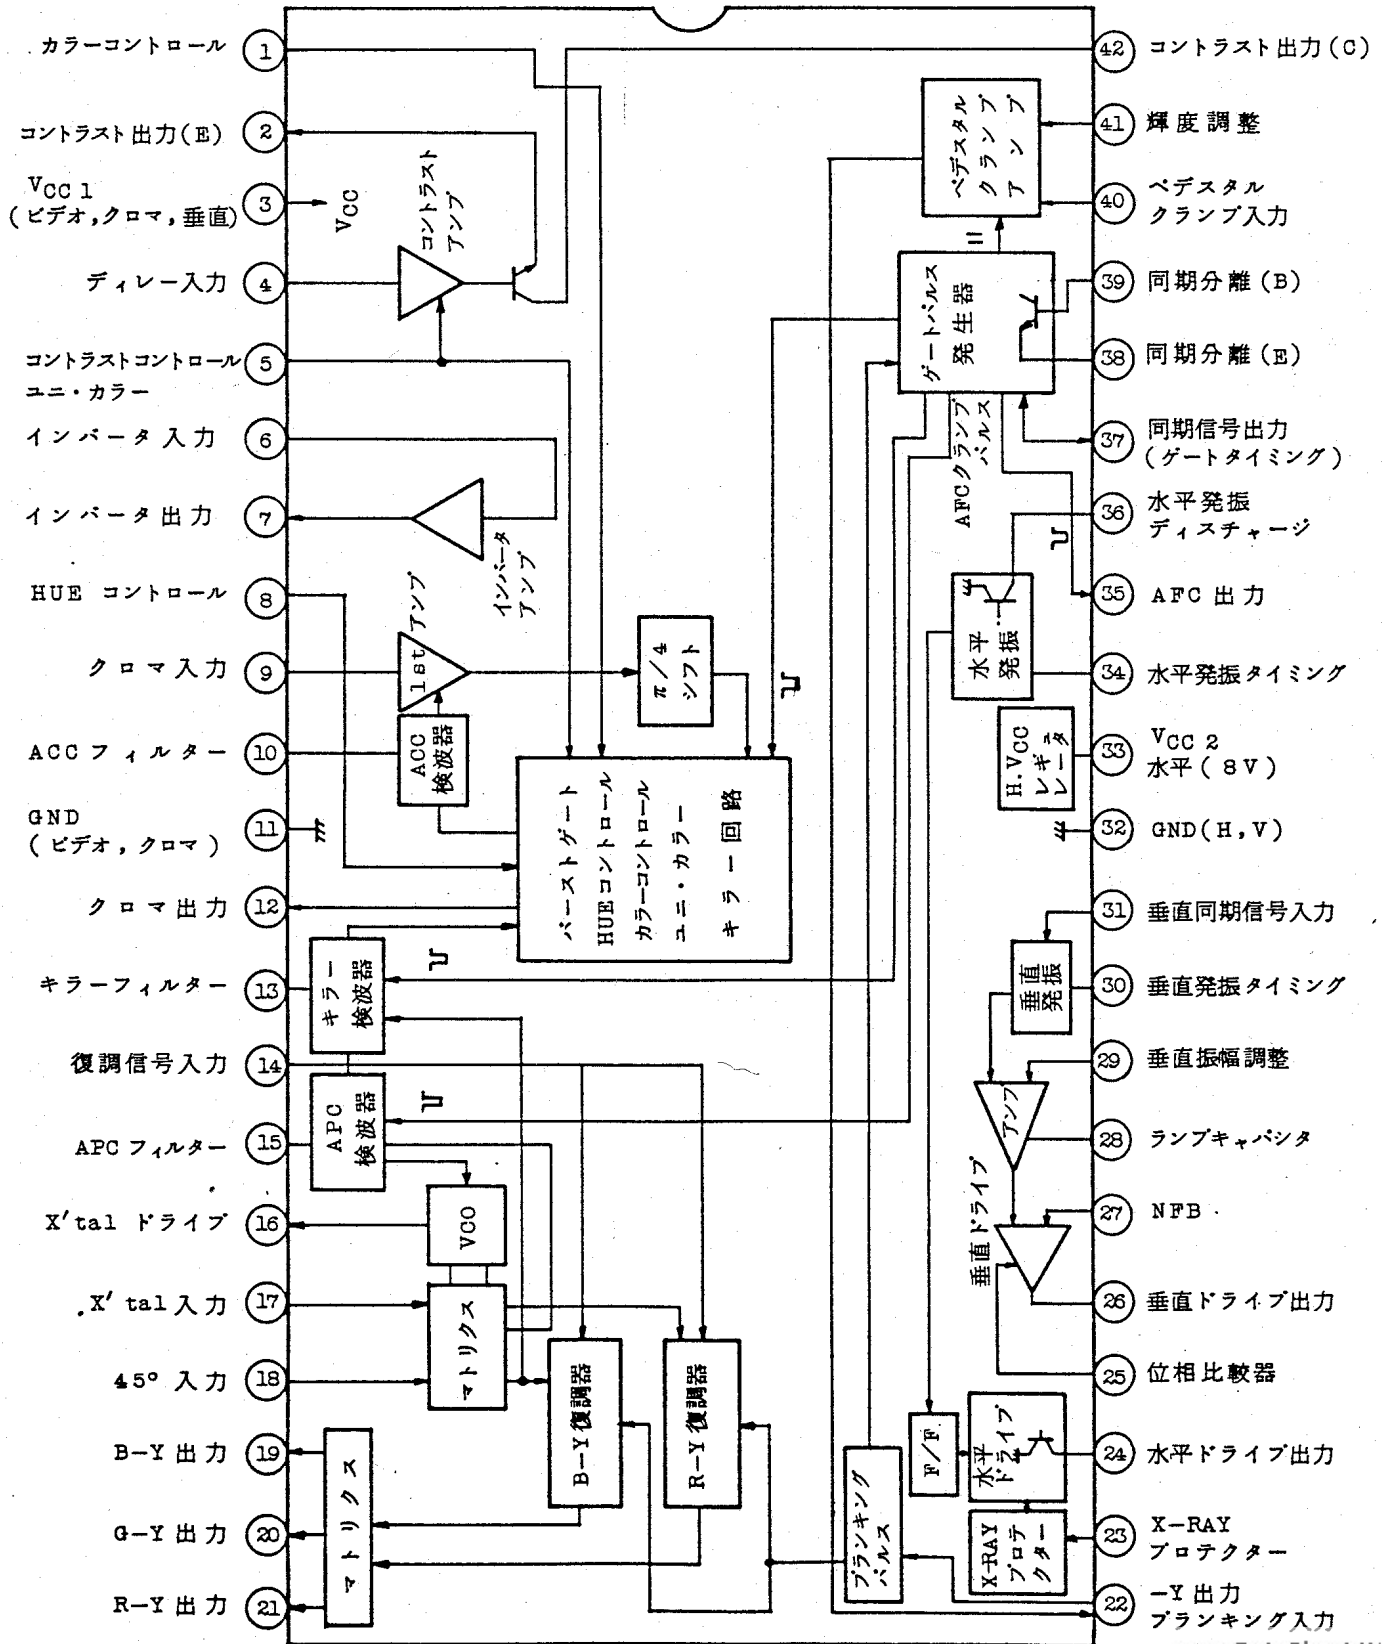 カラーコントロール
1
コントラスト出力(E)
2
VCC 1
(ビデオ,クロマ,垂直)
3
VCC
ディレー入力
4
コントラスト
アンプ
コントラストコントロール
ユニ・カラー
5
インバータ入力
6
インバータ出力
7
インバータ
アンプ
HUE コントロール
8
クロマ入力
9
1st アンプ
π/4
シフト
ACCフィルター
10
ACC
検波器
GND
(ビデオ,クロマ)
11
バーストゲート
HUEコントロール
カラーコントロール
ユニ・カラー
キラー回路
クロマ出力
12
キラーフィルター
13
キラー
検波器
復調信号入力
14
APCフィルター
15
APC
検波器
X'tal ドライブ
16
VCO
X'tal入力
17
マトリクス
45°入力
18
B-Y復調器
R-Y復調器
B-Y出力
19
G-Y出力
20
R-Y出力
21
マトリクス
42
コントラスト出力(C)
41
輝度調整
ペデスタル
クランプ
アンプ
40
ペデスタル
クランプ入力
39
同期分離(B)
38
同期分離(E)
ゲートパルス
発生器
37
同期信号出力
(ゲートタイミング)
AFCクランプ
パルス
36
水平発振
ディスチャージ
35
AFC出力
水平
発振
34
水平発振タイミング
33
VCC 2
水平(8V)
H.VCC
レギュ
レータ
32
GND(H,V)
31
垂直同期信号入力
30
垂直発振タイミング
垂直
発振
29
垂直振幅調整
アンプ
28
ランプキャパシタ
27
NFB
垂直ドライブ
26
垂直ドライブ出力
25
位相比較器
24
水平ドライブ出力
F/F
水平
ドライブ
23
X-RAY
プロテクター
X-RAY
プロテ
クター
ブランキング
パルス
22
-Y出力
ブランキング入力